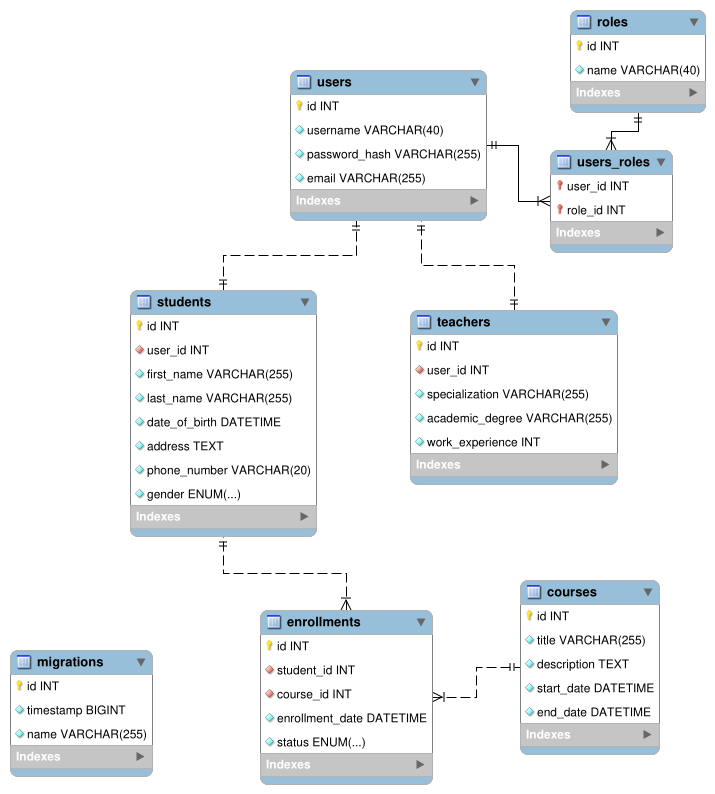 roles
id INT
name VARCHAR(40)
Indexes
users
id INT
username VARCHAR(40)
password_hash VARCHAR(255)
email VARCHAR(255)
Indexes
users_roles
user_id INT
role_id INT
Indexes
students
id INT
user_id INT
first_name VARCHAR(255)
last_name VARCHAR(255)
date_of_birth DATETIME
address TEXT
phone_number VARCHAR(20)
gender ENUM(...)
Indexes
teachers
id INT
user_id INT
specialization VARCHAR(255)
academic_degree VARCHAR(255)
work_experience INT
Indexes
courses
id INT
title VARCHAR(255)
description TEXT
start_date DATETIME
end_date DATETIME
Indexes
enrollments
id INT
student_id INT
course_id INT
enrollment_date DATETIME
status ENUM(...)
Indexes
migrations
id INT
timestamp BIGINT
name VARCHAR(255)
Indexes